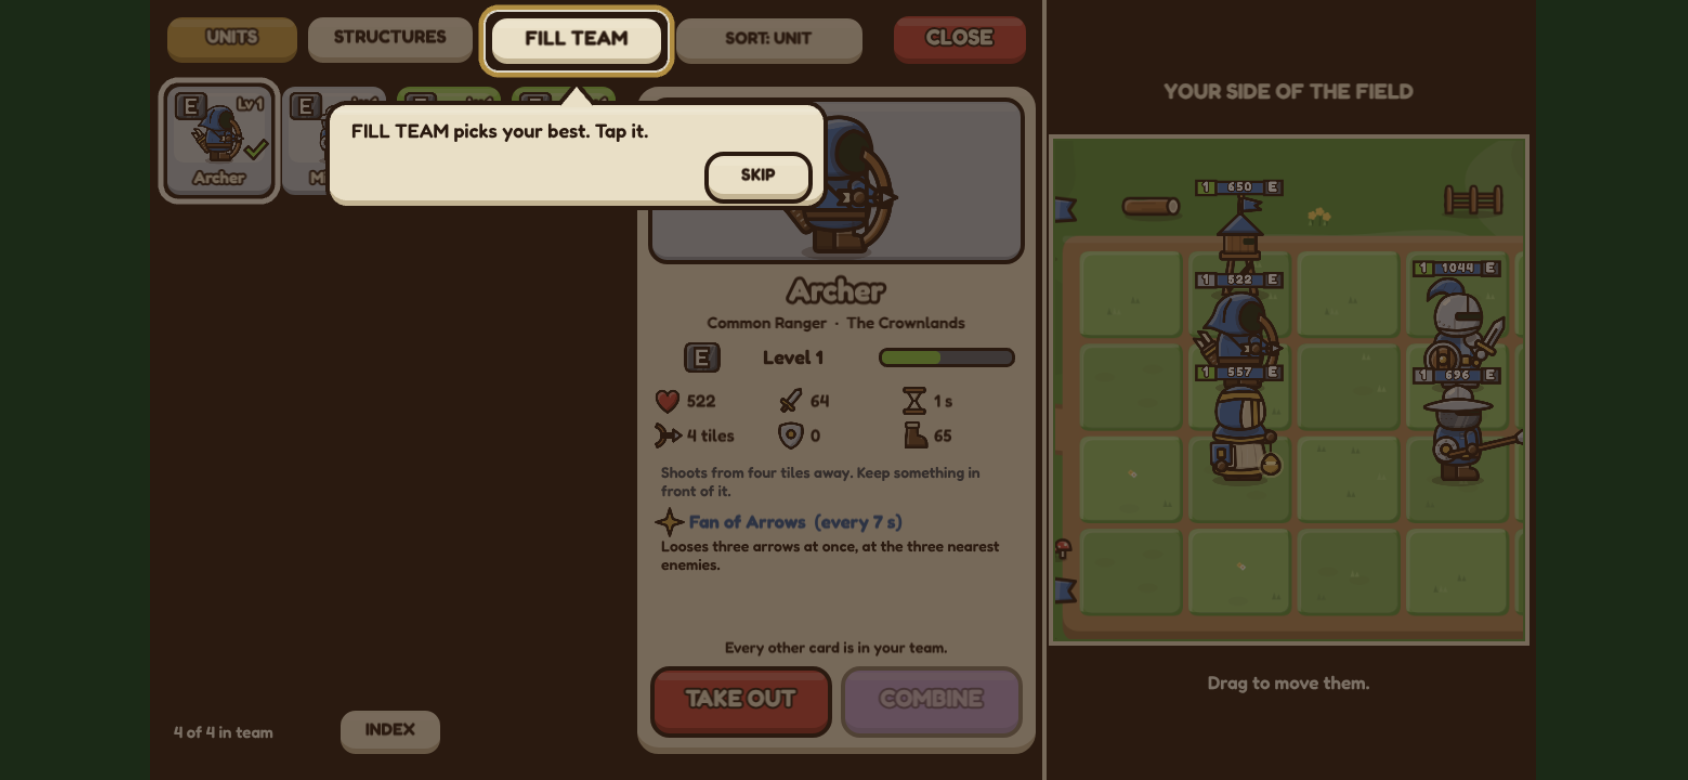 UNITS
STRUCTURES
FILL TEAM
SORT: UNIT
CLOSE
E Lv1
Archer
E
FILL TEAM picks your best. Tap it.
SKIP
Archer
Common Ranger · The Crownlands
E Level 1
522 64 1 s
4 tiles 0 65
Shoots from four tiles away. Keep something in
front of it.
Fan of Arrows (every 7 s)
Looses three arrows at once, at the three nearest
enemies.
Every other card is in your team.
TAKE OUT
COMBINE
4 of 4 in team
INDEX
YOUR SIDE OF THE FIELD
1 650 E
1 522 E
1 1044 E
1 557 E
1 696 E
Drag to move them.